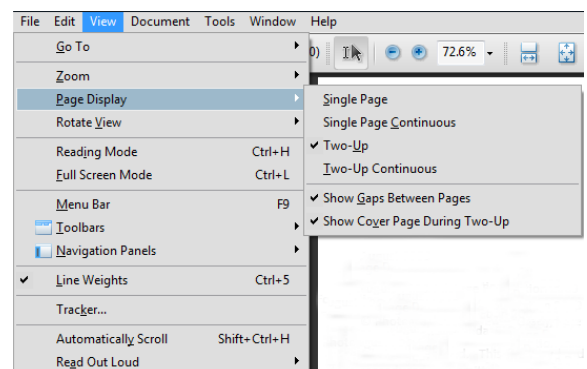 File Edit View Document Tools Window Help
Go To
0) 72.6%
Zoom
Page Display
Rotate View
Reading Mode Ctrl+H
Full Screen Mode Ctrl+L
Menu Bar F9
Toolbars
Navigation Panels
Line Weights Ctrl+5
Tracker...
Automatically Scroll Shift+Ctrl+H
Read Out Loud
Single Page
Single Page Continuous
Two-Up
Two-Up Continuous
Show Gaps Between Pages
Show Cover Page During Two-Up